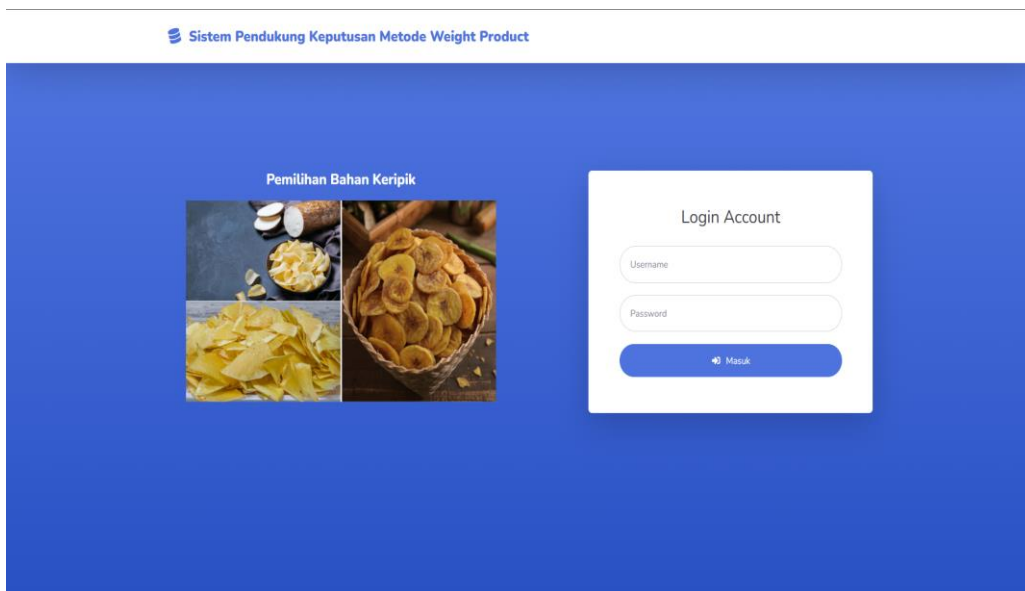 Sistem Pendukung Keputusan Metode Weight Product
Pemilihan Bahan Keripik
Login Account
Username
Password
Masuk